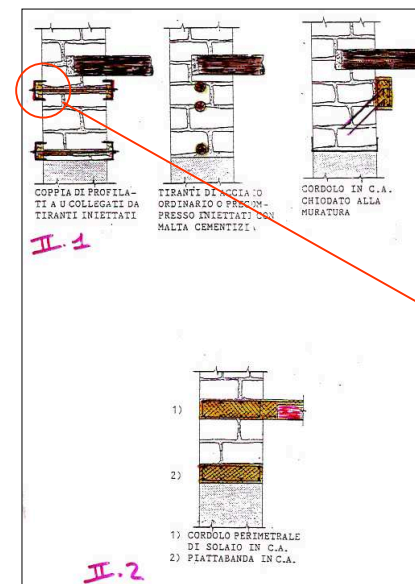 COPPIA DI PROFILA-
TI A U COLLEGATI DA
TIRANTI INIETTATI
TIRANTI DI ACCIAIO
ORDINARIO O PRECOM-
PRESSO INIETTATI CON
MALTA CEMENTIZIA
CORDOLO IN C.A.
CHIODATO ALLA
MURATURA
II.1
1)
2)
1) CORDOLO PERIMETRALE
DI SOLAIO IN C.A.
2) PIATTABANDA IN C.A.
II.2